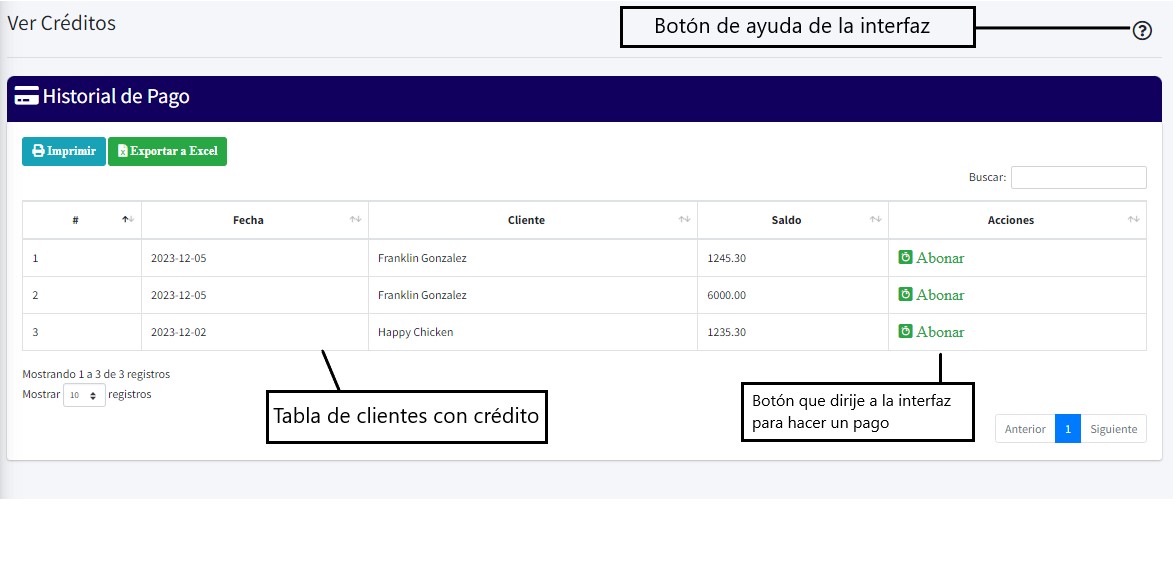 Ver Créditos
Botón de ayuda de la interfaz
Historial de Pago
Imprimir Exportar a Excel
Buscar:
# Fecha Cliente Saldo Acciones
1 2023-12-05 Franklin Gonzalez 1245.30 Abonar
2 2023-12-05 Franklin Gonzalez 6000.00 Abonar
3 2023-12-02 Happy Chicken 1235.30 Abonar
Mostrando 1 a 3 de 3 registros
Mostrar 10 registros
Tabla de clientes con crédito
Botón que dirije a la interfaz
para hacer un pago
Anterior 1 Siguiente